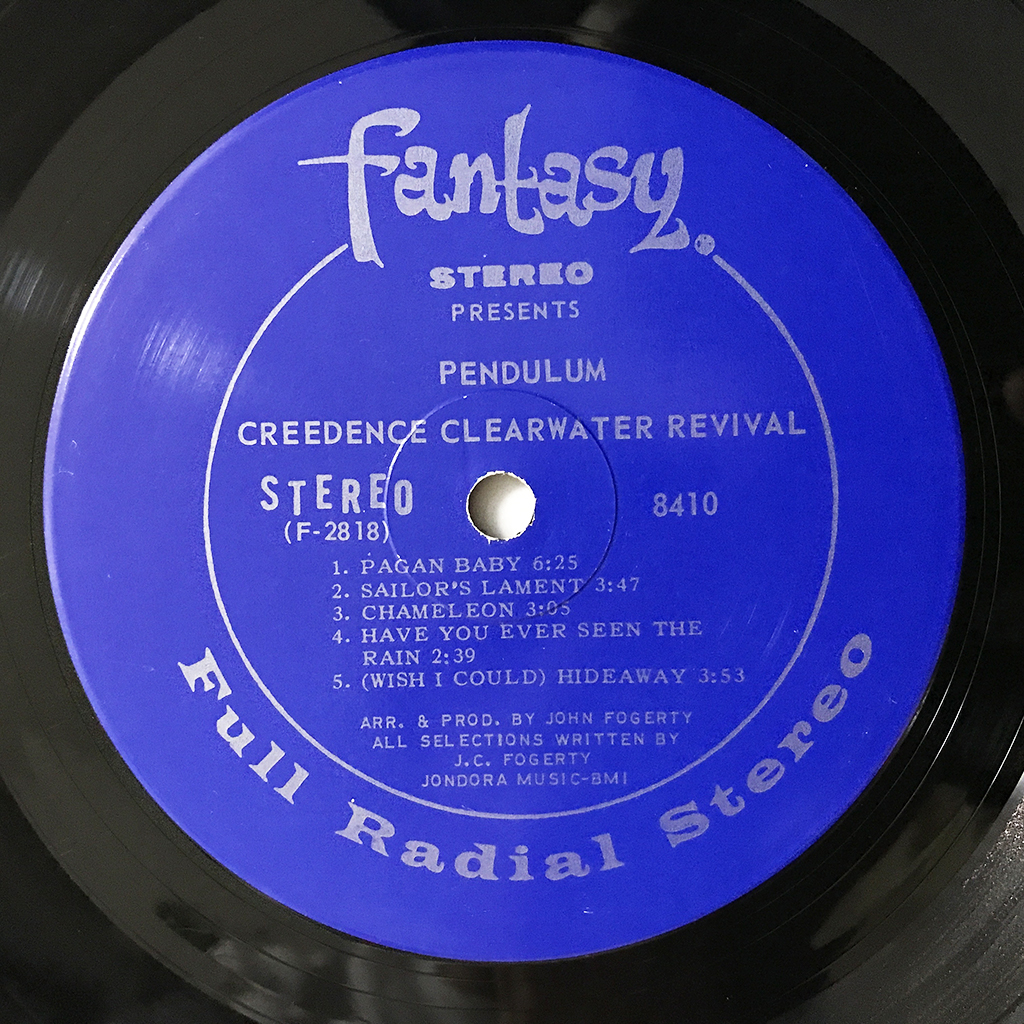 fantasy.
STEREO
PRESENTS
PENDULUM
CREEDENCE CLEARWATER REVIVAL
STEREO 8410
(F-2818)
1. PAGAN BABY 6:25
2. SAILOR'S LAMENT 3:47
3. CHAMELEON 3:05
4. HAVE YOU EVER SEEN THE
RAIN 2:39
5. (WISH I COULD) HIDEAWAY 3:53
ARR. & PROD. BY JOHN FOGERTY
ALL SELECTIONS WRITTEN BY
J.C. FOGERTY
JONDORA MUSIC-BMI
Full Radial Stereo